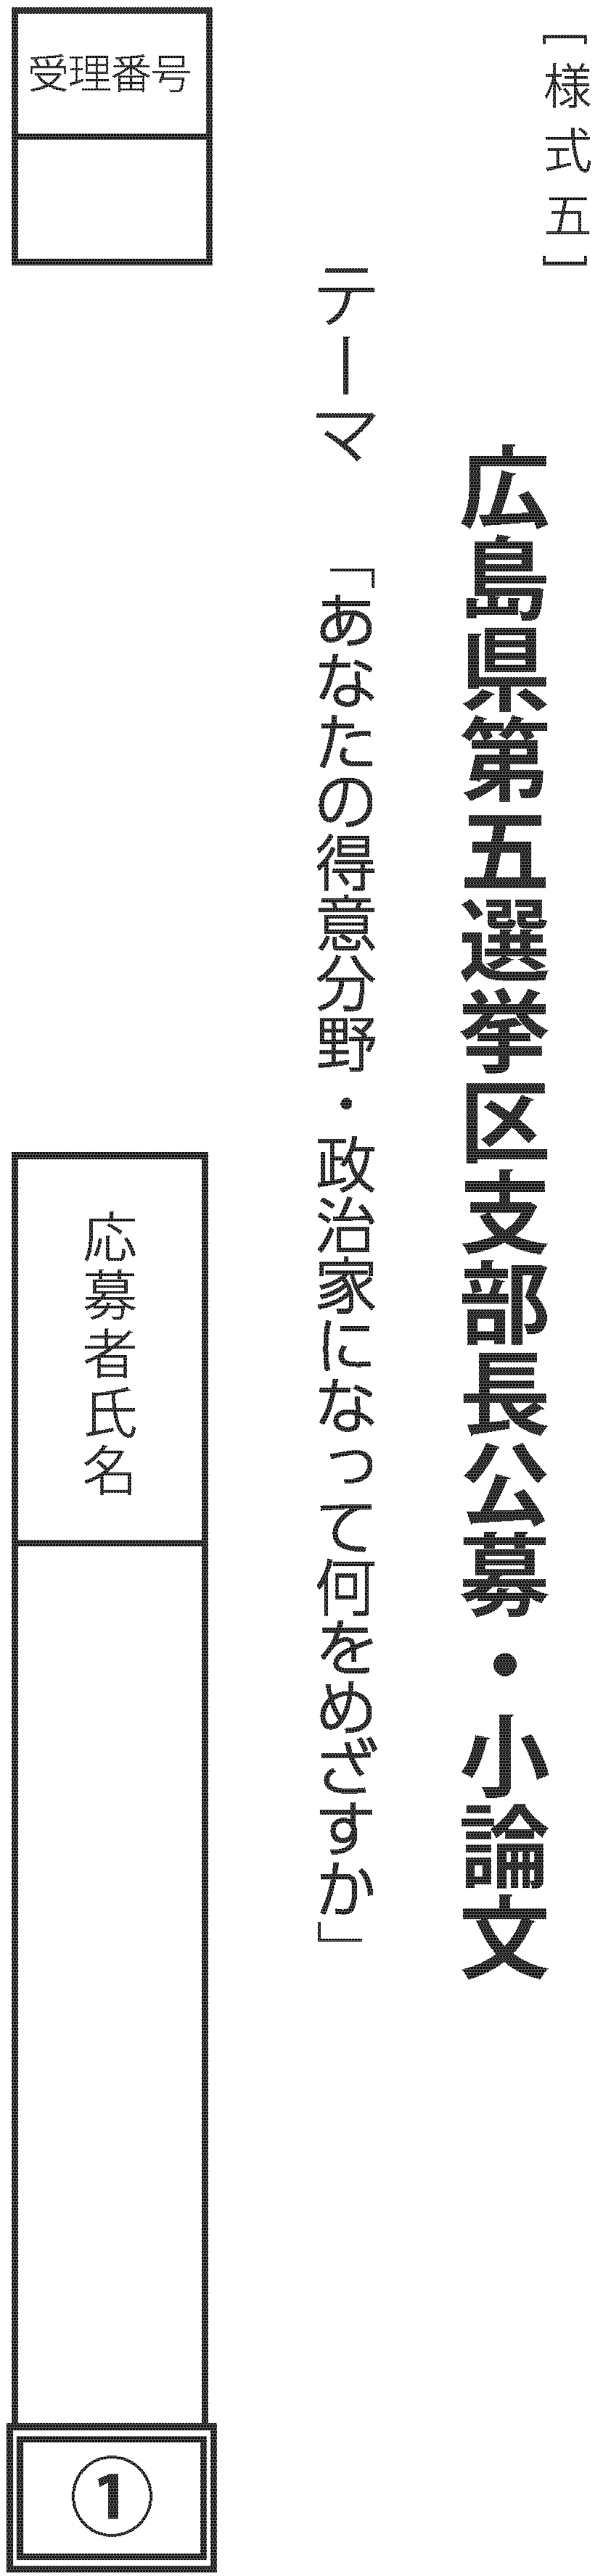 ［様式五］
広島県第五選挙区支部長公募・小論文
テーマ 「あなたの得意分野・政治家になって何をめざすか」
受理番号
応募者氏名
①